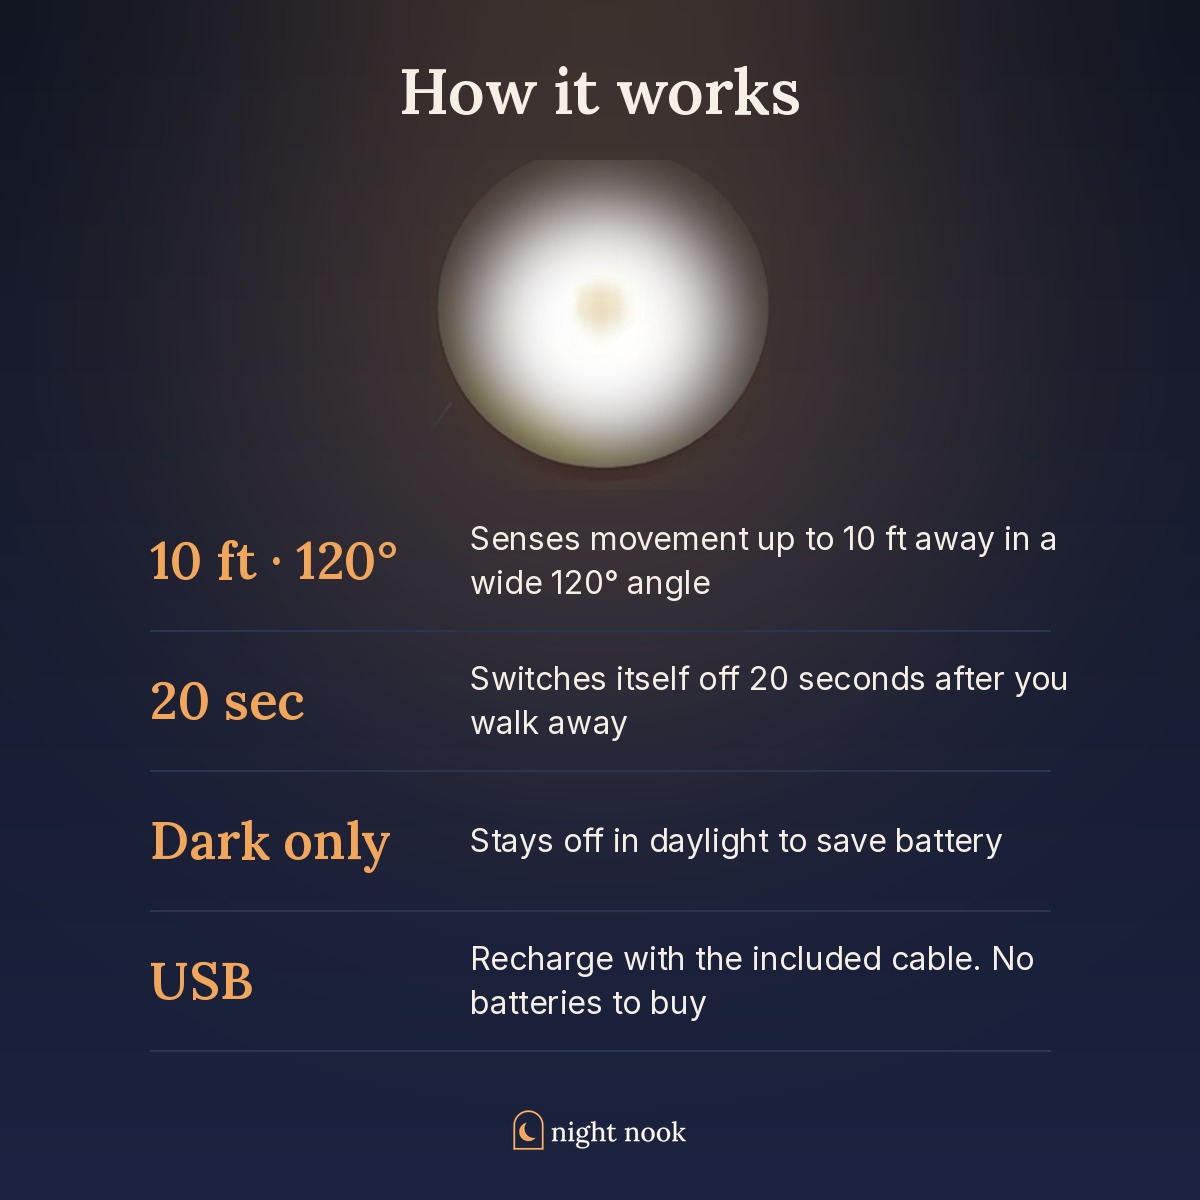 How it works
10 ft · 120°
Senses movement up to 10 ft away in a
wide 120° angle
20 sec
Switches itself off 20 seconds after you
walk away
Dark only
Stays off in daylight to save battery
USB
Recharge with the included cable. No
batteries to buy
night nook